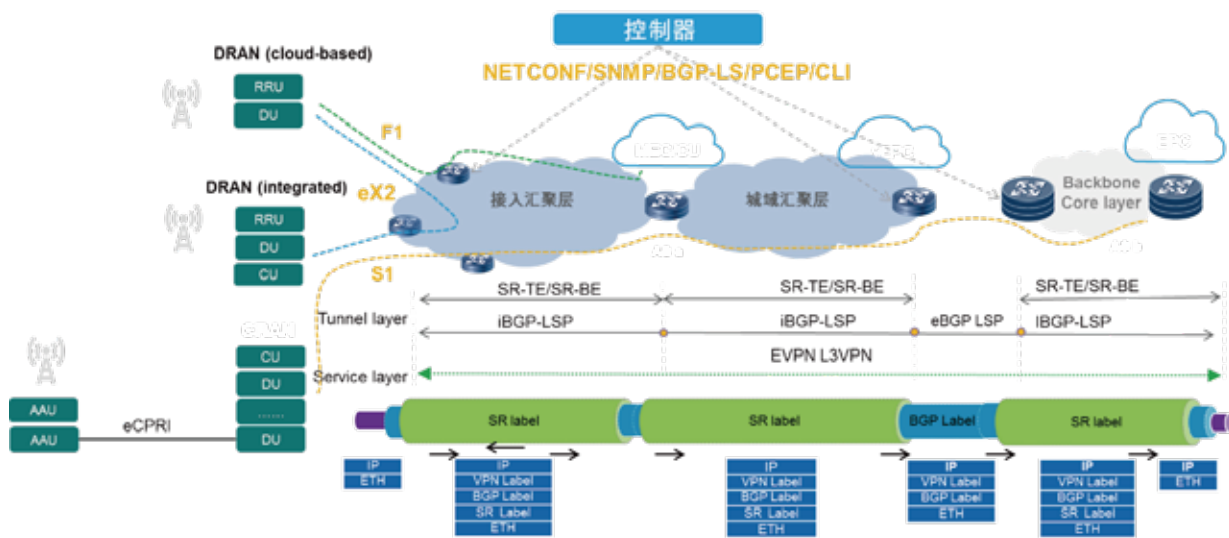 控制器
NETCONF/SNMP/BGP-LS/PCEP/CLI
DRAN (cloud-based)
RRU
DU
F1
MEC/CU
EPC
DRAN (integrated)
eX2
接入汇聚层
城域汇聚层
Backbone
Core layer
RRU
DU
CU
S1
SR-TE/SR-BE
SR-TE/SR-BE
SR-TE/SR-BE
Tunnel layer
iBGP-LSP
iBGP-LSP
eBGP LSP
IBGP-LSP
CRAN
EVPN L3VPN
Service layer
CU
DU
......
DU
AAU
AAU
eCPRI
SR label
SR label
BGP Label
SR label
IP
ETH
IP
VPN Label
BGP Label
SR Label
ETH
IP
VPN Label
BGP Label
SR Label
ETH
IP
VPN Label
BGP Label
ETH
IP
VPN Label
BGP Label
SR Label
ETH
IP
ETH